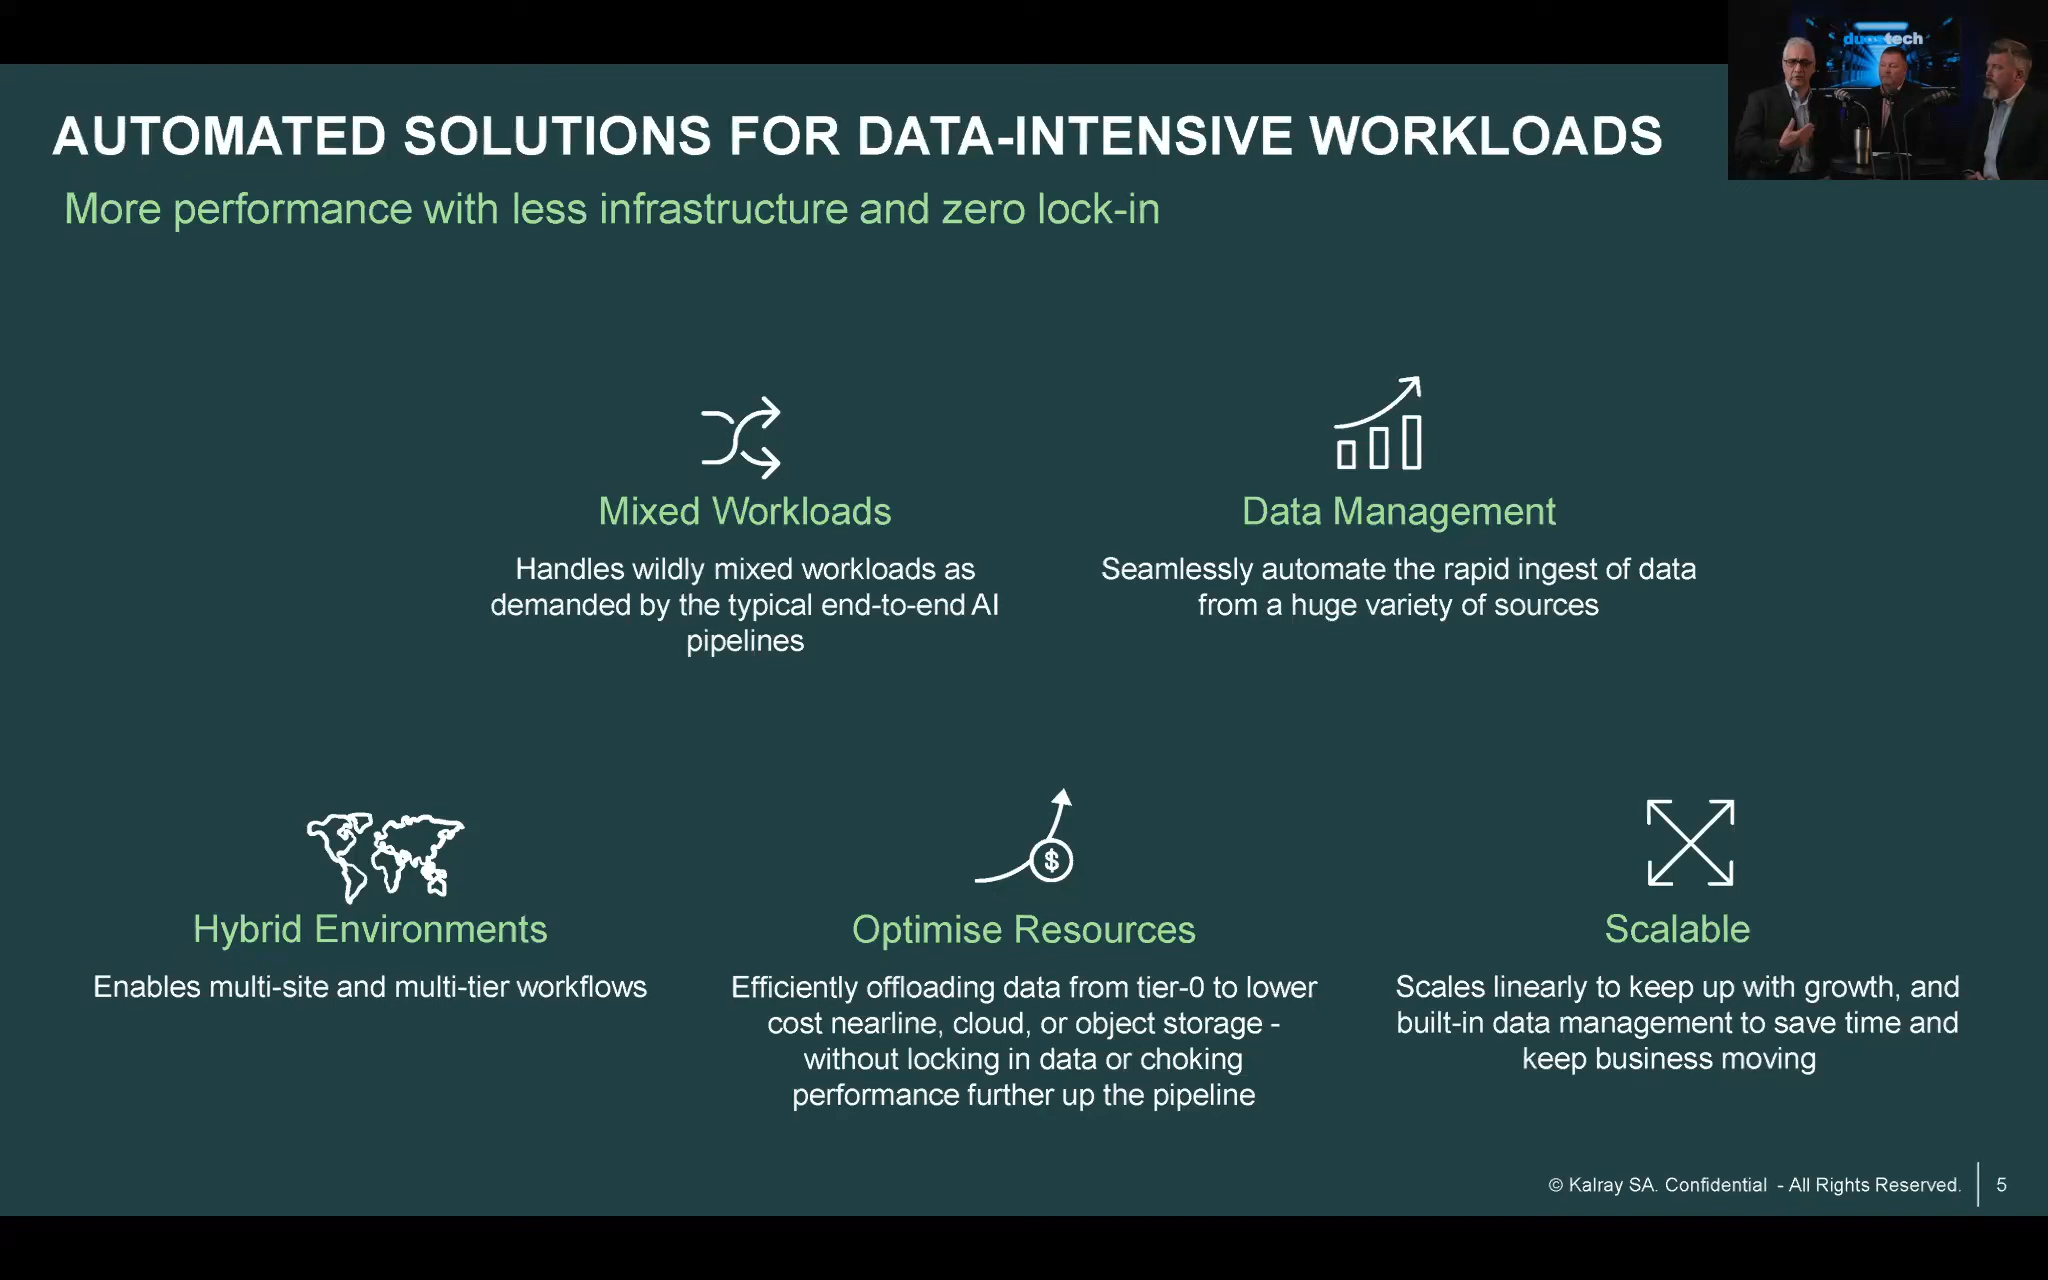 duostech
AUTOMATED SOLUTIONS FOR DATA-INTENSIVE WORKLOADS
More performance with less infrastructure and zero lock-in
Mixed Workloads
Handles wildly mixed workloads as
demanded by the typical end-to-end AI
pipelines
Data Management
Seamlessly automate the rapid ingest of data
from a huge variety of sources
$
Hybrid Environments
Enables multi-site and multi-tier workflows
Optimise Resources
Efficiently offloading data from tier-0 to lower
cost nearline, cloud, or object storage -
without locking in data or choking
performance further up the pipeline
Scalable
Scales linearly to keep up with growth, and
built-in data management to save time and
keep business moving
© Kalray SA. Confidential - All Rights Reserved. 5